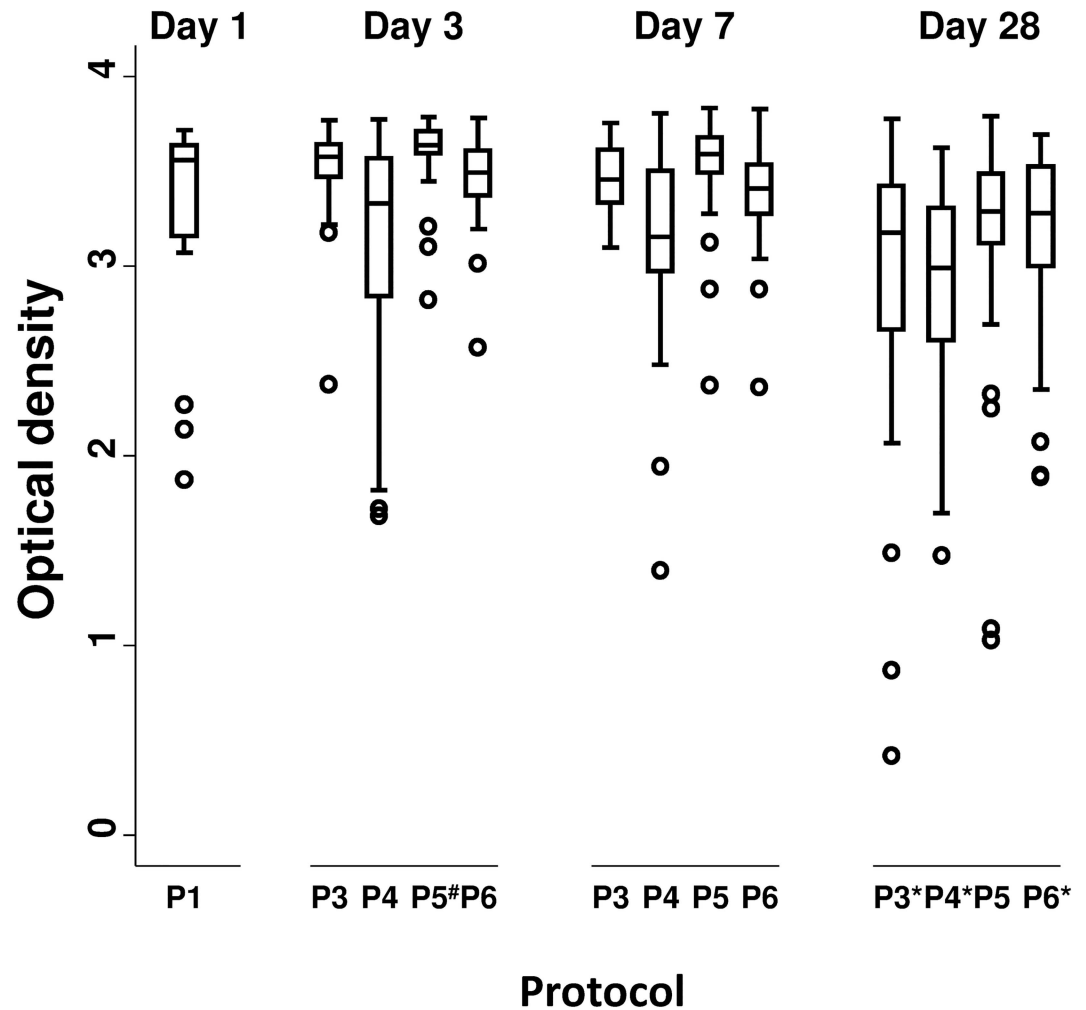 Day 1 Day 3 Day 7 Day 28
Optical density
4
3
2
1
0
P1 P3 P4 P5# P6 P3 P4 P5 P6 P3* P4* P5 P6*
Protocol